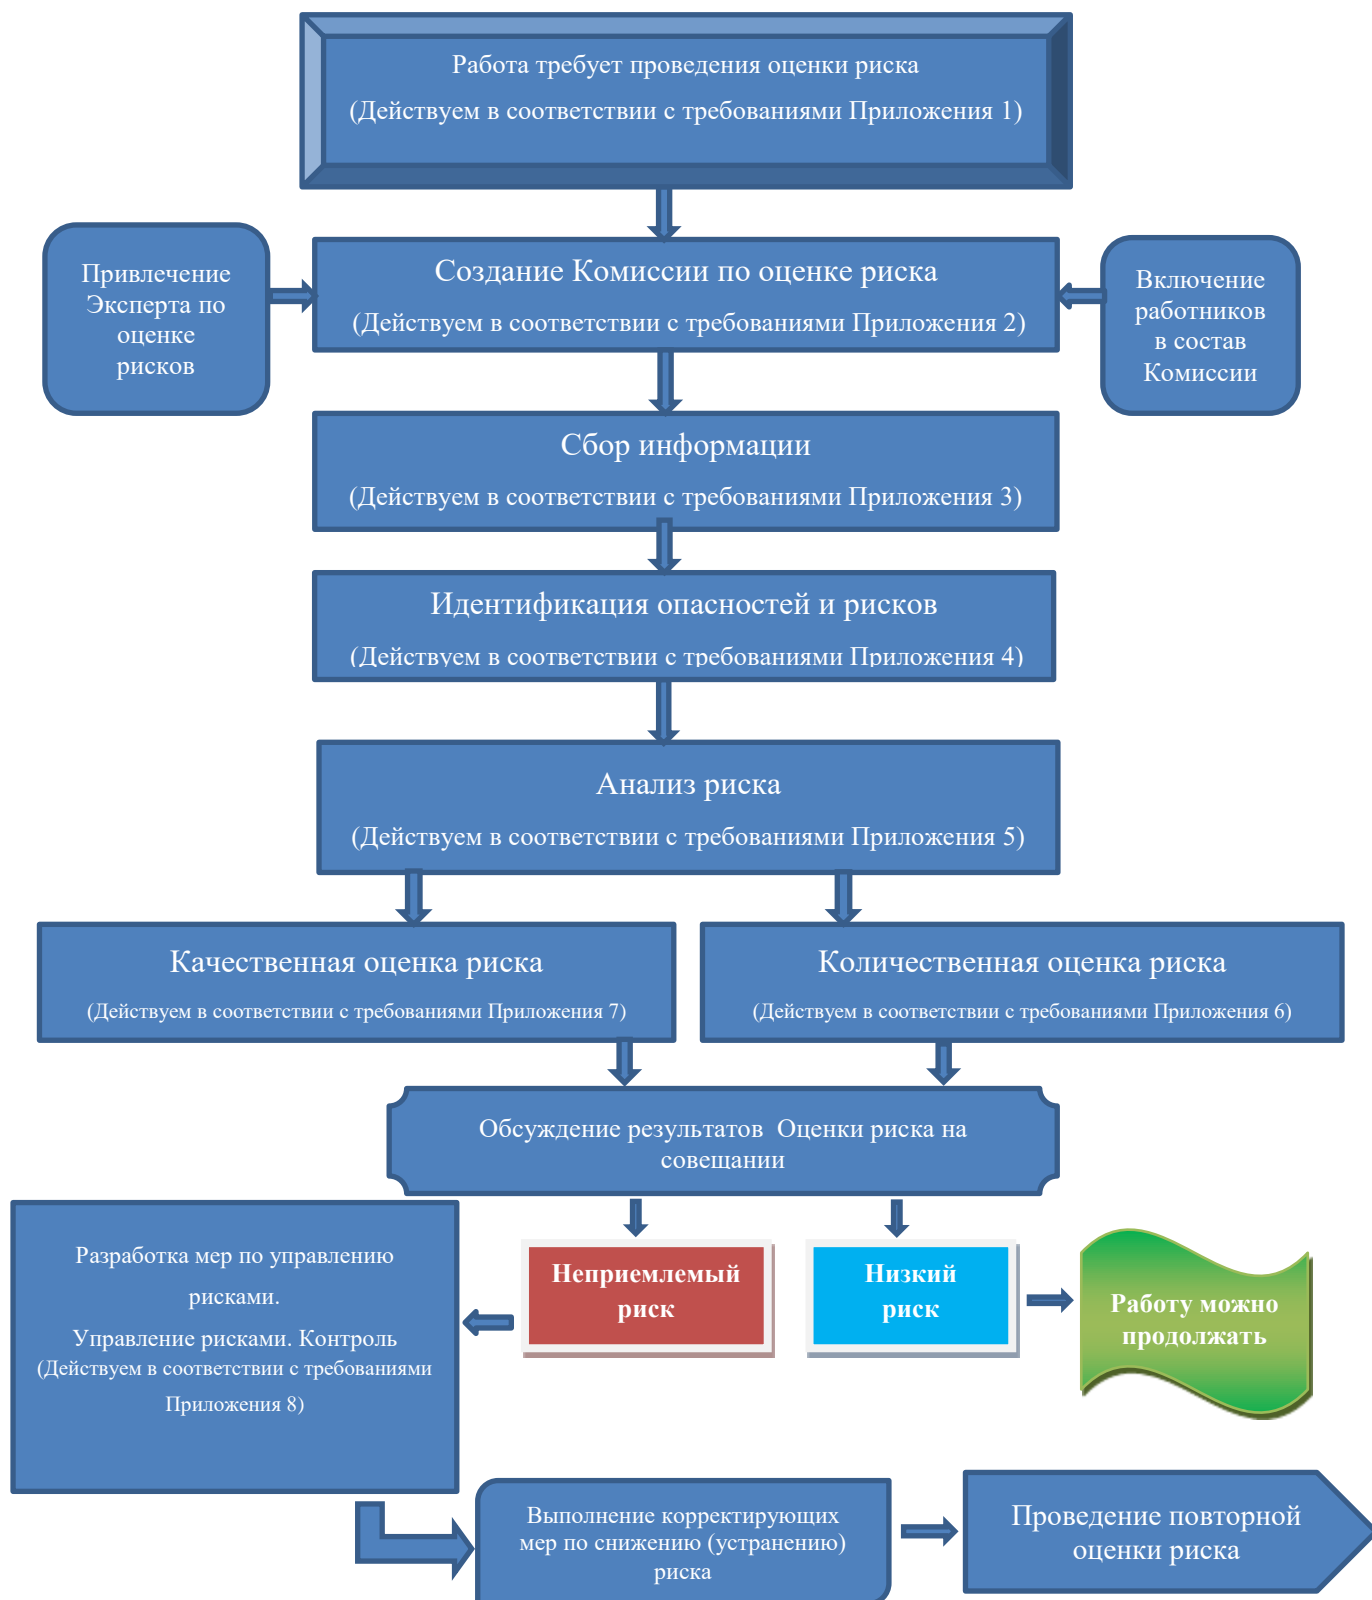 Работа требует проведения оценки риска
(Действуем в соответствии с требованиями Приложения 1)
Привлечение
Эксперта по
оценке
рисков
Создание Комиссии по оценке риска
(Действуем в соответствии с требованиями Приложения 2)
Включение
работников
в состав
Комиссии
Сбор информации
(Действуем в соответствии с требованиями Приложения 3)
Идентификация опасностей и рисков
(Действуем в соответствии с требованиями Приложения 4)
Анализ риска
(Действуем в соответствии с требованиями Приложения 5)
Качественная оценка риска
(Действуем в соответствии с требованиями Приложения 7)
Количественная оценка риска
(Действуем в соответствии с требованиями Приложения 6)
Обсуждение результатов  Оценки риска на
совещании
Разработка мер по управлению
рисками.
Управление рисками. Контроль
(Действуем в соответствии с требованиями
Приложения 8)
Неприемлемый
риск
Низкий
риск
Работу можно
продолжать
Выполнение корректирующих
мер по снижению (устранению)
риска
Проведение повторной
оценки риска